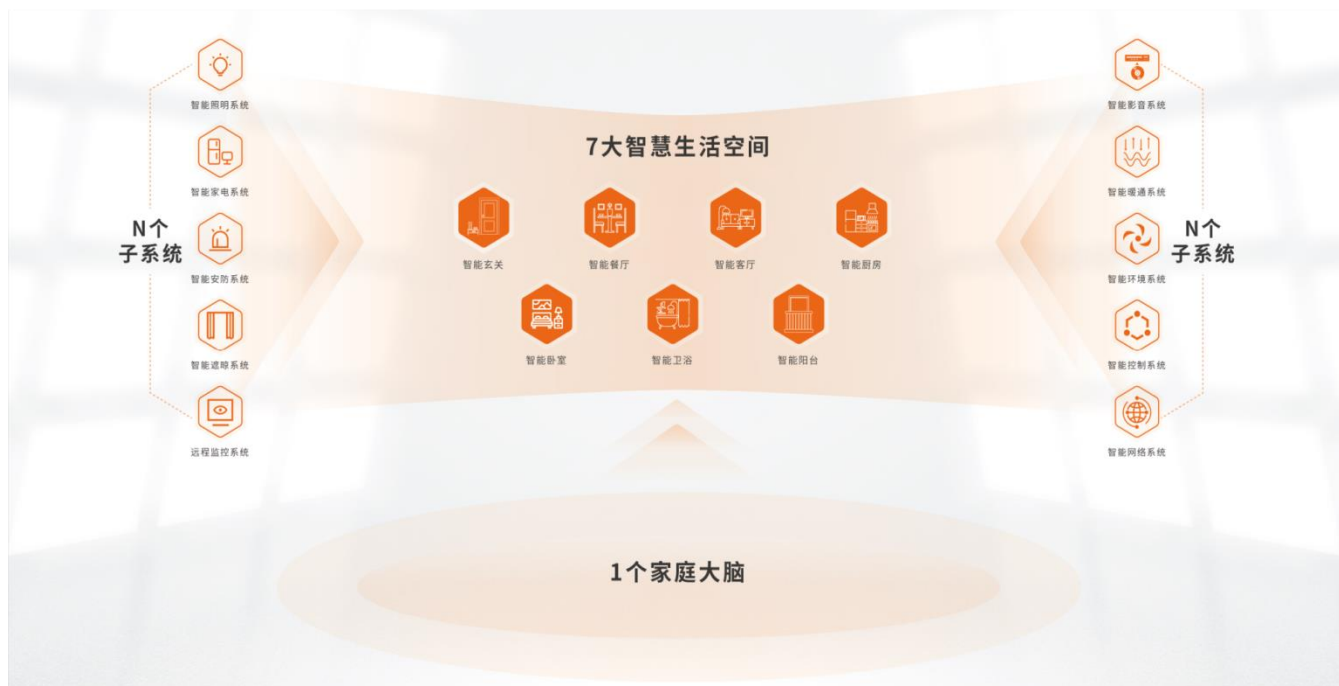 智能照明系统
智能家电系统
N个
子系统
智能安防系统
智能遮晾系统
远程监控系统
7大智慧生活空间
智能玄关
智能餐厅
智能客厅
智能厨房
智能卧室
智能卫浴
智能阳台
1个家庭大脑
智能影音系统
智能暖通系统
N个
子系统
智能环境系统
智能控制系统
智能网络系统